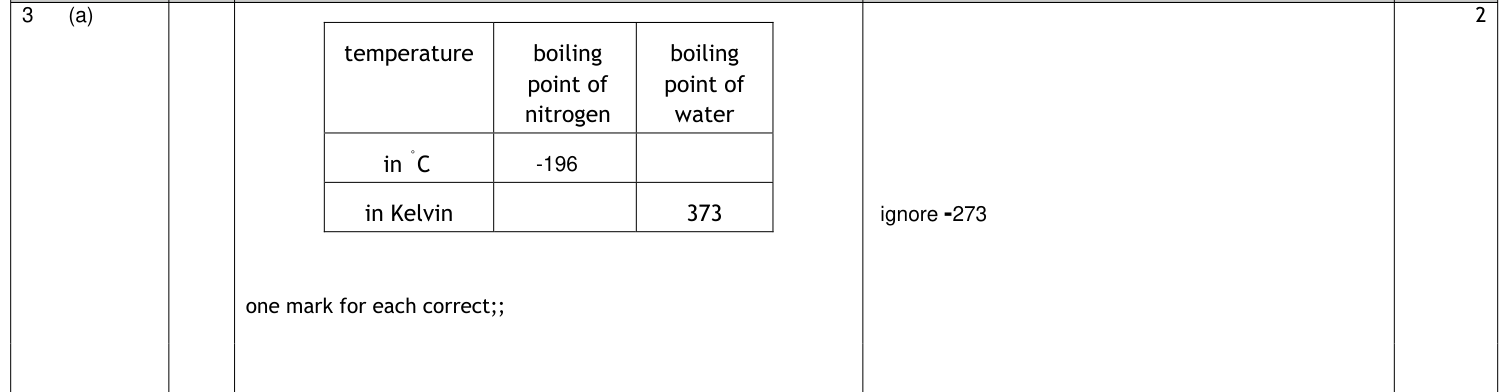 3 (a) 2
temperature boiling point of nitrogen boiling point of water
in °C -196
in Kelvin 373 ignore -273
one mark for each correct;;